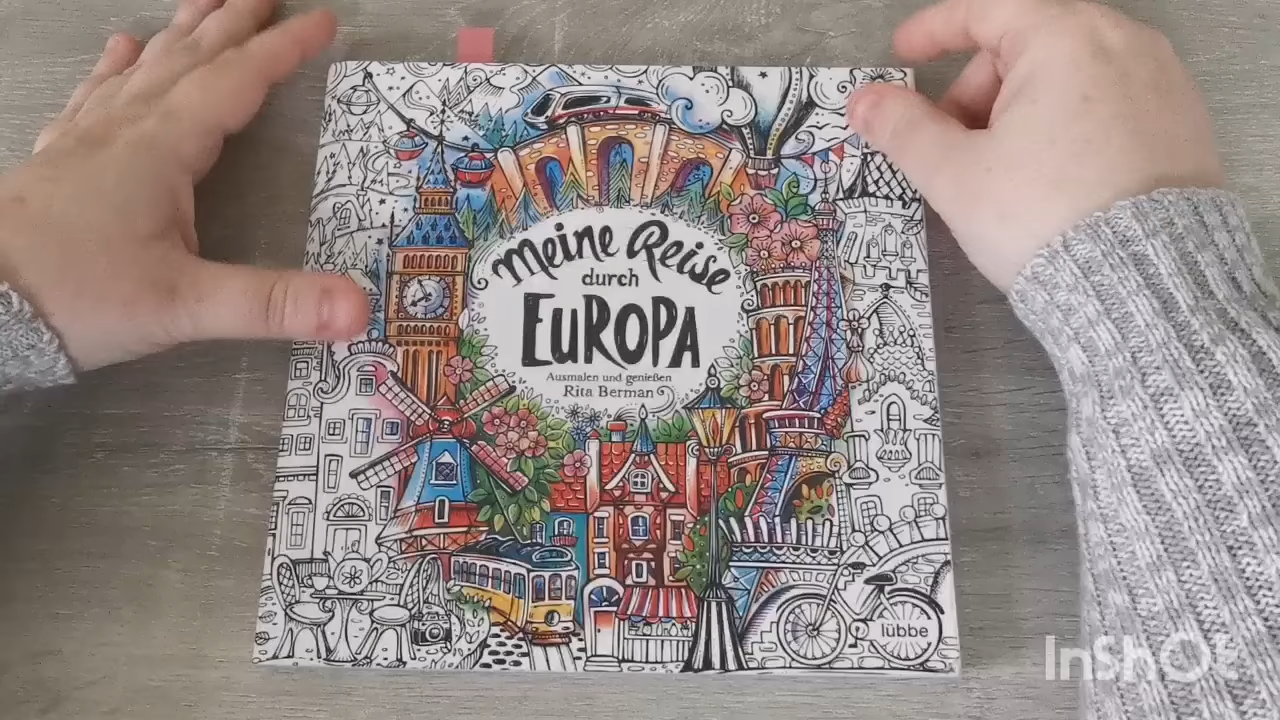 Meine Reise
durch
EUROPA
Ausmalen und genießen
Rita Berman
lübbe
InShOt